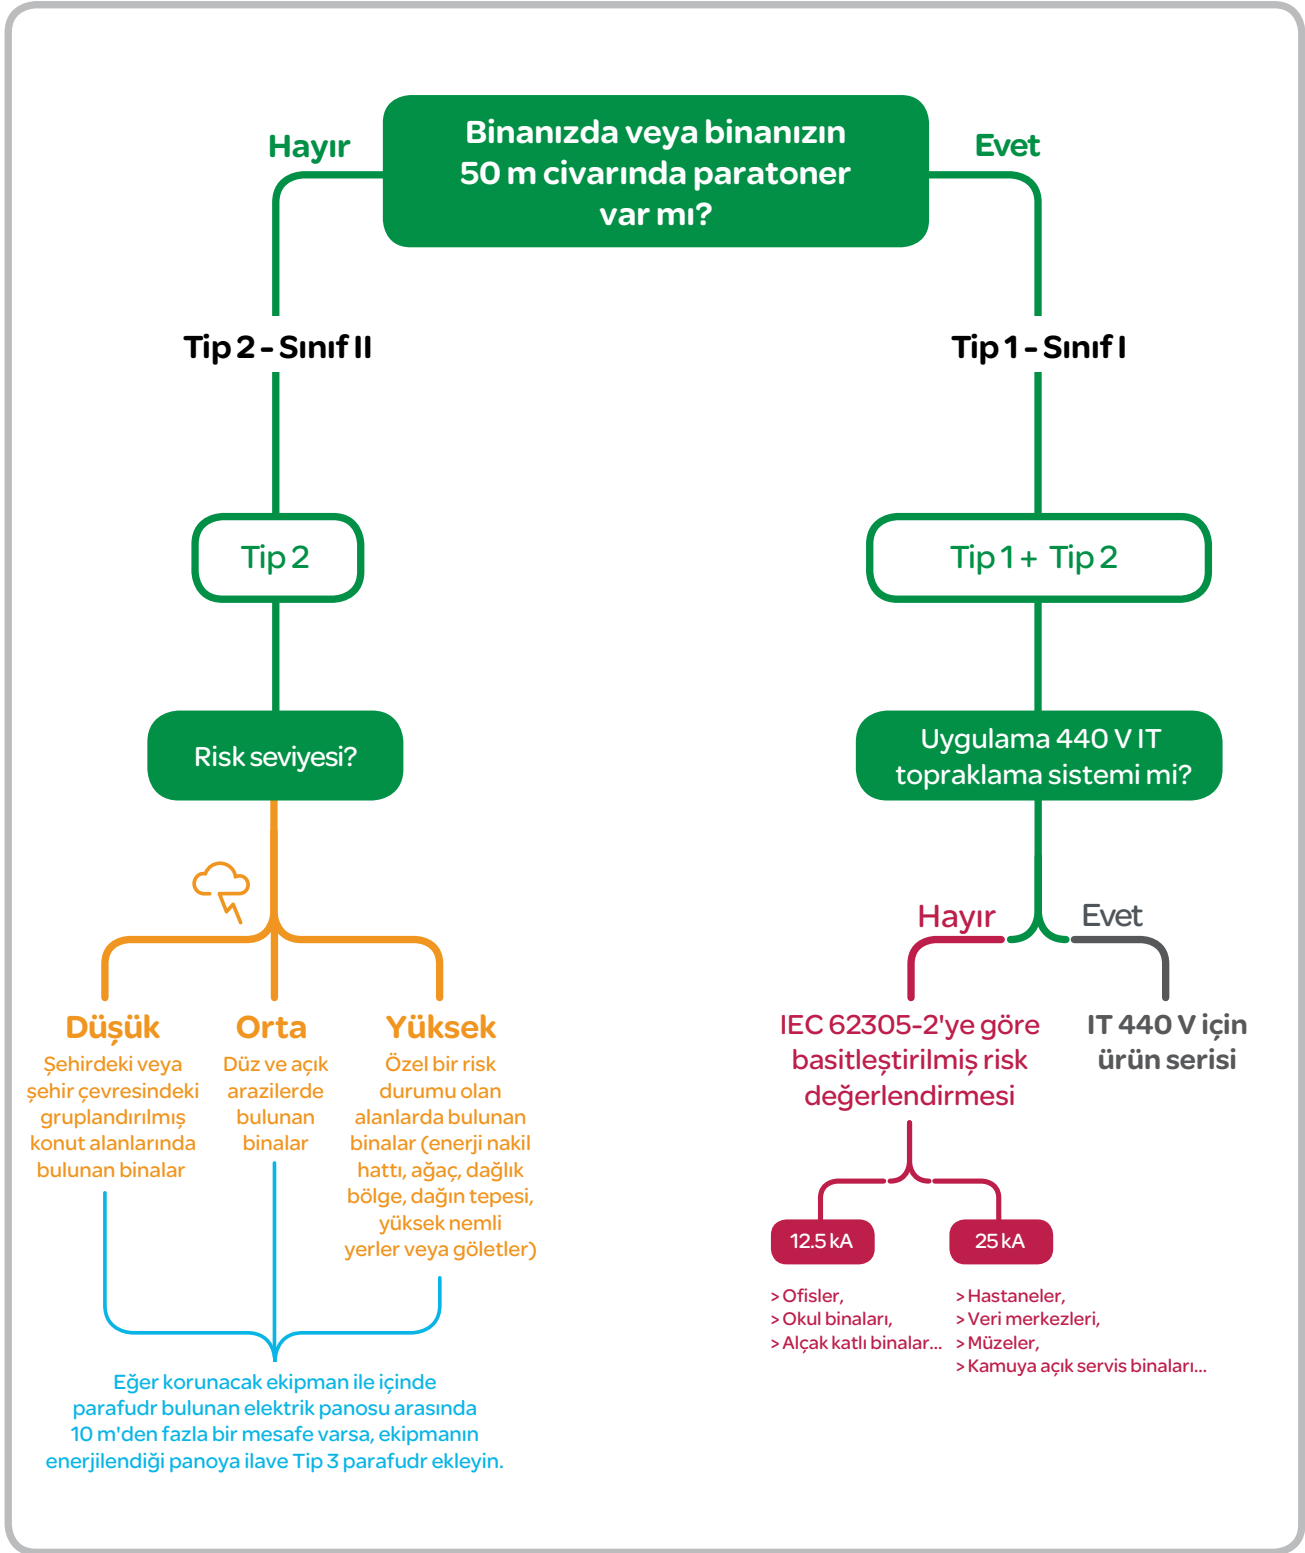 Binanızda veya binanızın
50 m civarında paratoner
var mı?
Hayır
Evet
Tip 2 - Sınıf II
Tip 1 - Sınıf I
Tip 2
Tip 1 + Tip 2
Risk seviyesi?
Uygulama 440 V IT
topraklama sistemi mi?
Düşük
Şehirdeki veya
şehir çevresindeki
gruplandırılmış
konut alanlarında
bulunan binalar
Orta
Düz ve açık
arazilerde
bulunan
binalar
Yüksek
Özel bir risk
durumu olan
alanlarda bulunan
binalar (enerji nakil
hattı, ağaç, dağlık
bölge, dağın tepesi,
yüksek nemli
yerler veya göletler)
Eğer korunacak ekipman ile içinde
parafudr bulunan elektrik panosu arasında
10 m'den fazla bir mesafe varsa, ekipmanın
enerjilendiği panoya ilave Tip 3 parafudr ekleyin.
Hayır
Evet
IEC 62305-2'ye göre
basitleştirilmiş risk
değerlendirmesi
IT 440 V için
ürün serisi
12.5 kA
25 kA
> Ofisler,
> Okul binaları,
> Alçak katlı binalar...
> Hastaneler,
> Veri merkezleri,
> Müzeler,
> Kamuya açık servis binaları...